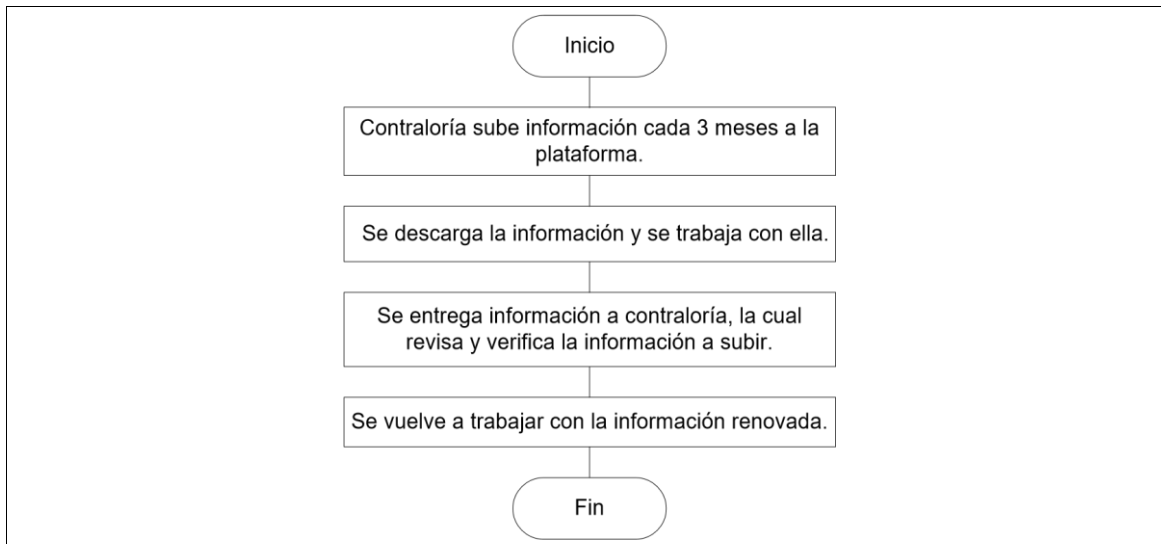 Inicio
Contraloría sube información cada 3 meses a la
plataforma.
Se descarga la información y se trabaja con ella.
Se entrega información a contraloría, la cual
revisa y verifica la información a subir.
Se vuelve a trabajar con la información renovada.
Fin